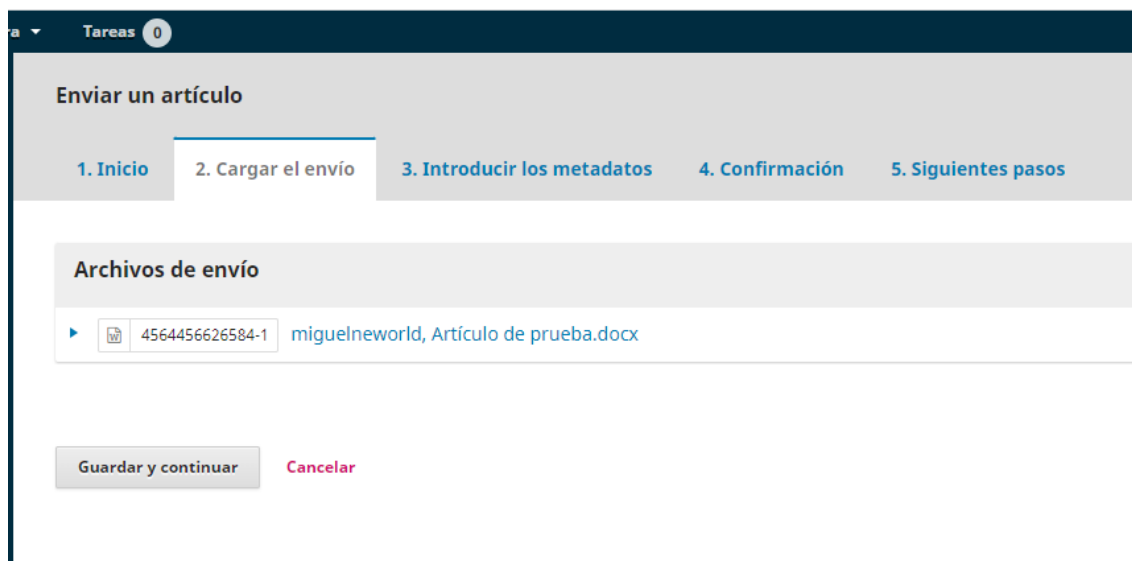 ra Tareas 0
Enviar un artículo
1. Inicio 2. Cargar el envío 3. Introducir los metadatos 4. Confirmación 5. Siguientes pasos
Archivos de envío
4564456626584-1 miguelneworld, Artículo de prueba.docx
Guardar y continuar Cancelar